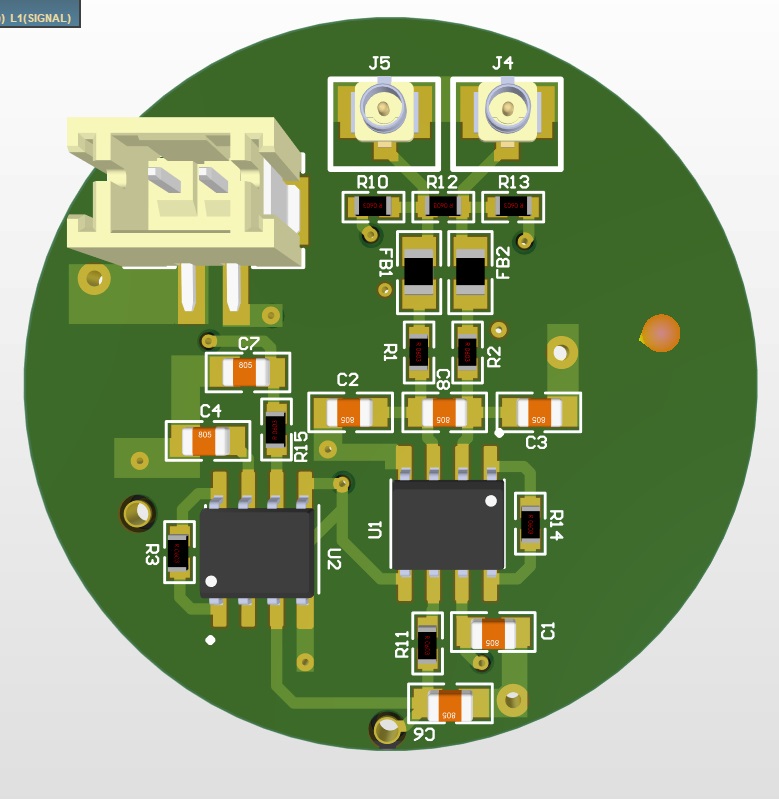 ) L1(SIGNAL)
J5 J4
R10 R12 R13
FB1 FB2
R1 R2
C7 C2 C8
805
C4 C3
805 805 805 805
R15
U1 R14
R3 U2
R11 C1
805
C6
805